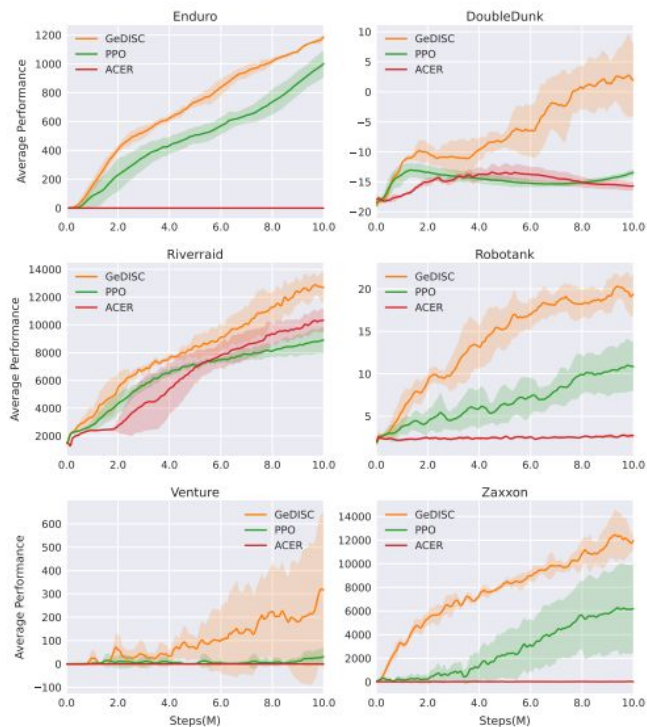 Enduro
GeDISC
PPO
ACER
1200
1000
800
600
400
200
0
0.0 2.0 4.0 6.0 8.0 10.0
Average Performance
DoubleDunk
GeDISC
PPO
ACER
10
5
0
−5
−10
−15
−20
0.0 2.0 4.0 6.0 8.0 10.0
Riverraid
GeDISC
PPO
ACER
14000
12000
10000
8000
6000
4000
2000
0.0 2.0 4.0 6.0 8.0 10.0
Average Performance
Robotank
GeDISC
PPO
ACER
20
15
10
5
0.0 2.0 4.0 6.0 8.0 10.0
Venture
GeDISC
PPO
ACER
600
500
400
300
200
100
0
−100
0.0 2.0 4.0 6.0 8.0 10.0
Average Performance
Steps(M)
Zaxxon
GeDISC
PPO
ACER
14000
12000
10000
8000
6000
4000
2000
0
0.0 2.0 4.0 6.0 8.0 10.0
Steps(M)